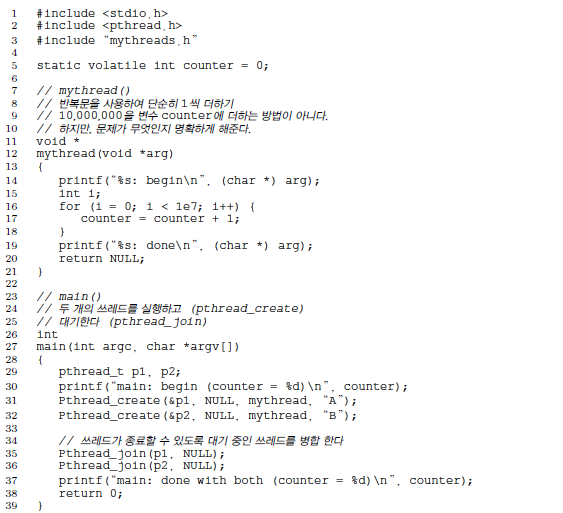 1 #include <stdio.h>
2 #include <pthread.h>
3 #include “mythreads.h”
4
5 static volatile int counter = 0;
6
7 // mythread()
8 // 반복문을 사용하여 단순히 1씩 더하기
9 // 10,000,000을 변수 counter에 더하는 방법이 아니다.
10 // 하지만, 문제가 무엇인지 명확하게 해준다.
11 void *
12 mythread(void *arg)
13 {
14 printf(“%s: begin\n”, (char *) arg);
15 int i;
16 for (i = 0; i < 1e7; i++) {
17 counter = counter + 1;
18 }
19 printf(“%s: done\n”, (char *) arg);
20 return NULL;
21 }
22
23 // main()
24 // 두 개의 쓰레드를 실행하고 (pthread_create)
25 // 대기한다 (pthread_join)
26 int
27 main(int argc, char *argv[])
28 {
29 pthread_t p1, p2;
30 printf(“main: begin (counter = %d)\n”, counter);
31 Pthread_create(&p1, NULL, mythread, “A”);
32 Pthread_create(&p2, NULL, mythread, “B”);
33
34 // 쓰레드가 종료할 수 있도록 대기 중인 쓰레드를 병합 한다
35 Pthread_join(p1, NULL);
36 Pthread_join(p2, NULL);
37 printf(“main: done with both (counter = %d)\n”, counter);
38 return 0;
39 }